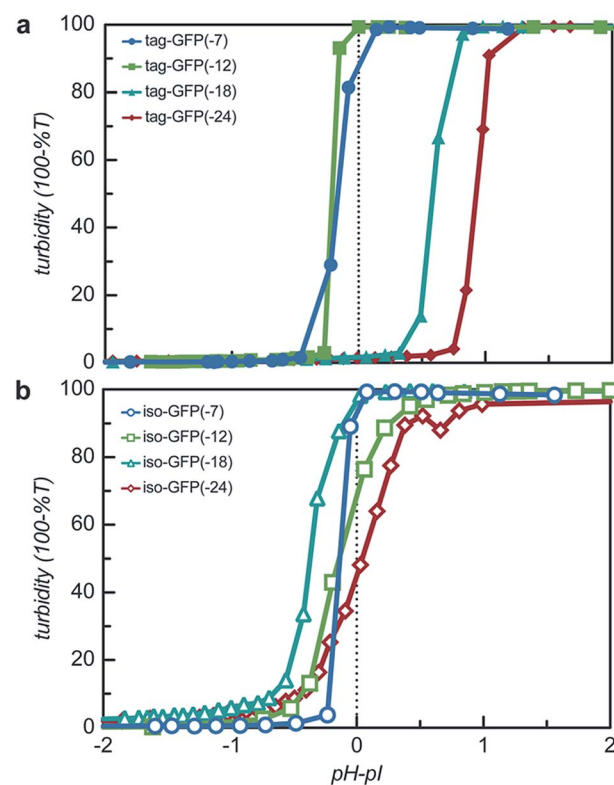 a
100
80
60
40
20
0
turbidity (100-%T)
tag-GFP(-7)
tag-GFP(-12)
tag-GFP(-18)
tag-GFP(-24)
b
100
80
60
40
20
0
turbidity (100-%T)
iso-GFP(-7)
iso-GFP(-12)
iso-GFP(-18)
iso-GFP(-24)
-2 -1 0 1 2
pH-pI